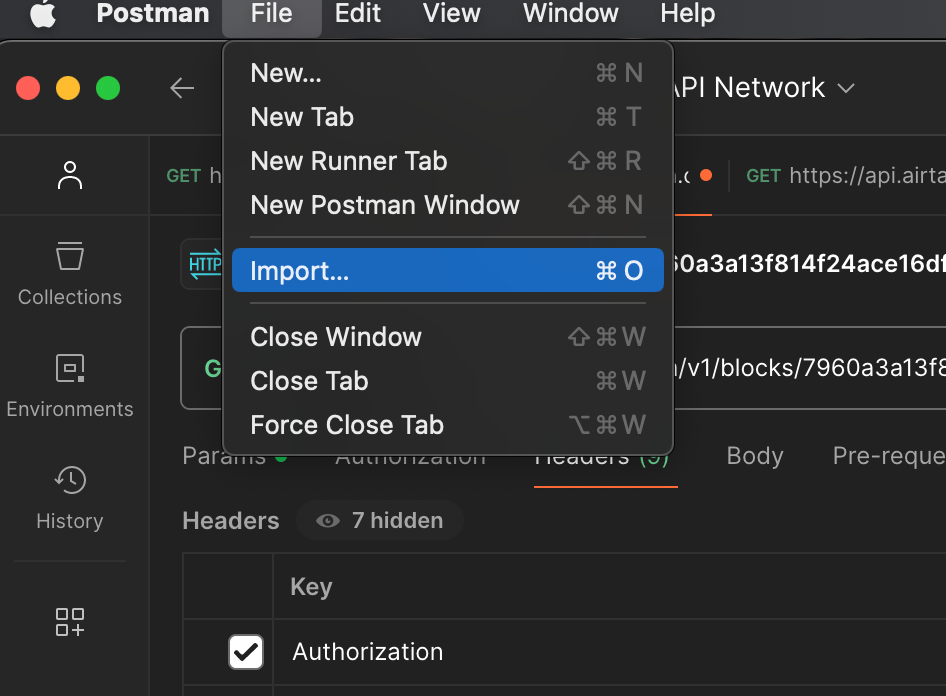 Postman File Edit View Window Help
New... ⌘ N
API Network
New Tab ⌘ T
New Runner Tab ⇧ ⌘ R
GET h
.c
GET https://api.airta
New Postman Window ⇧ ⌘ N
HTTP
Import... ⌘ O
60a3a13f814f24ace16df
Collections
Close Window ⇧ ⌘ W
G
/v1/blocks/7960a3a13f8
Close Tab ⌘ W
Environments
Force Close Tab ⌥ ⌘ W
Params Authorization Headers (9) Body Pre-reque
History
Headers 7 hidden
Key
Authorization